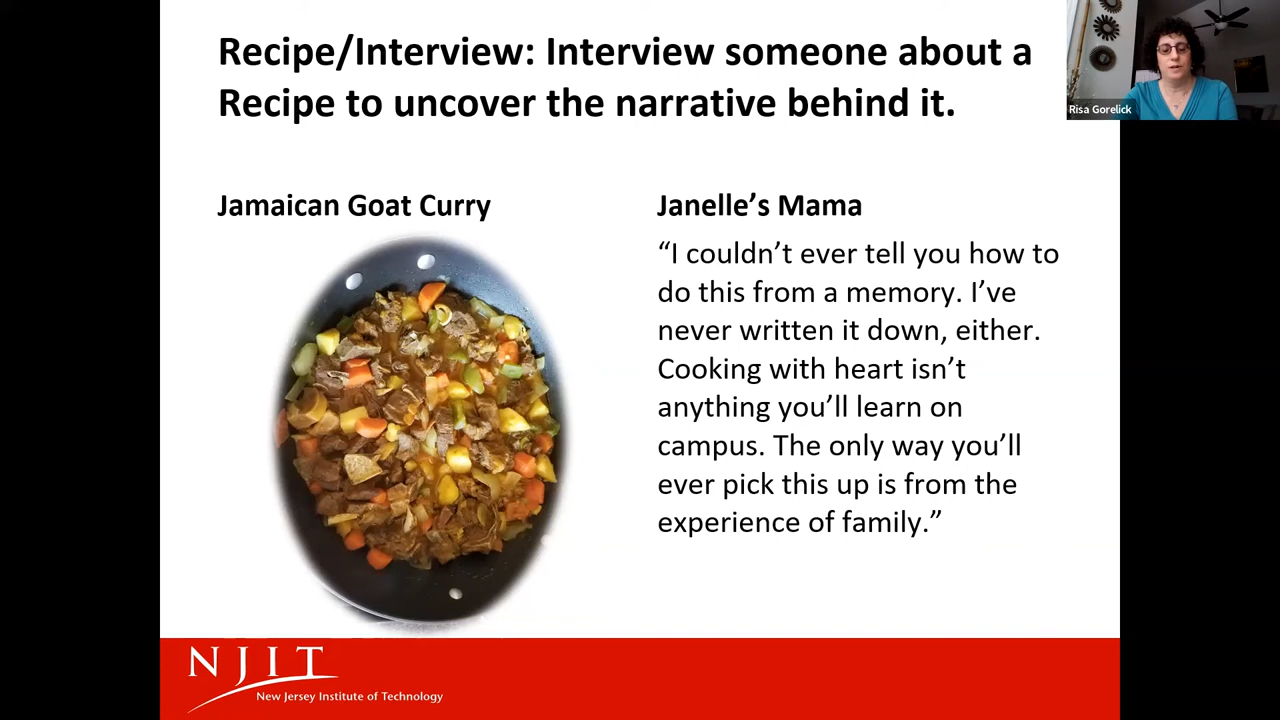 Recipe/Interview: Interview someone about a
Recipe to uncover the narrative behind it.
Risa Gorelick
Jamaican Goat Curry
Janelle’s Mama
“I couldn’t ever tell you how to
do this from a memory. I’ve
never written it down, either.
Cooking with heart isn’t
anything you’ll learn on
campus. The only way you’ll
ever pick this up is from the
experience of family.”
NJIT
New Jersey Institute of Technology